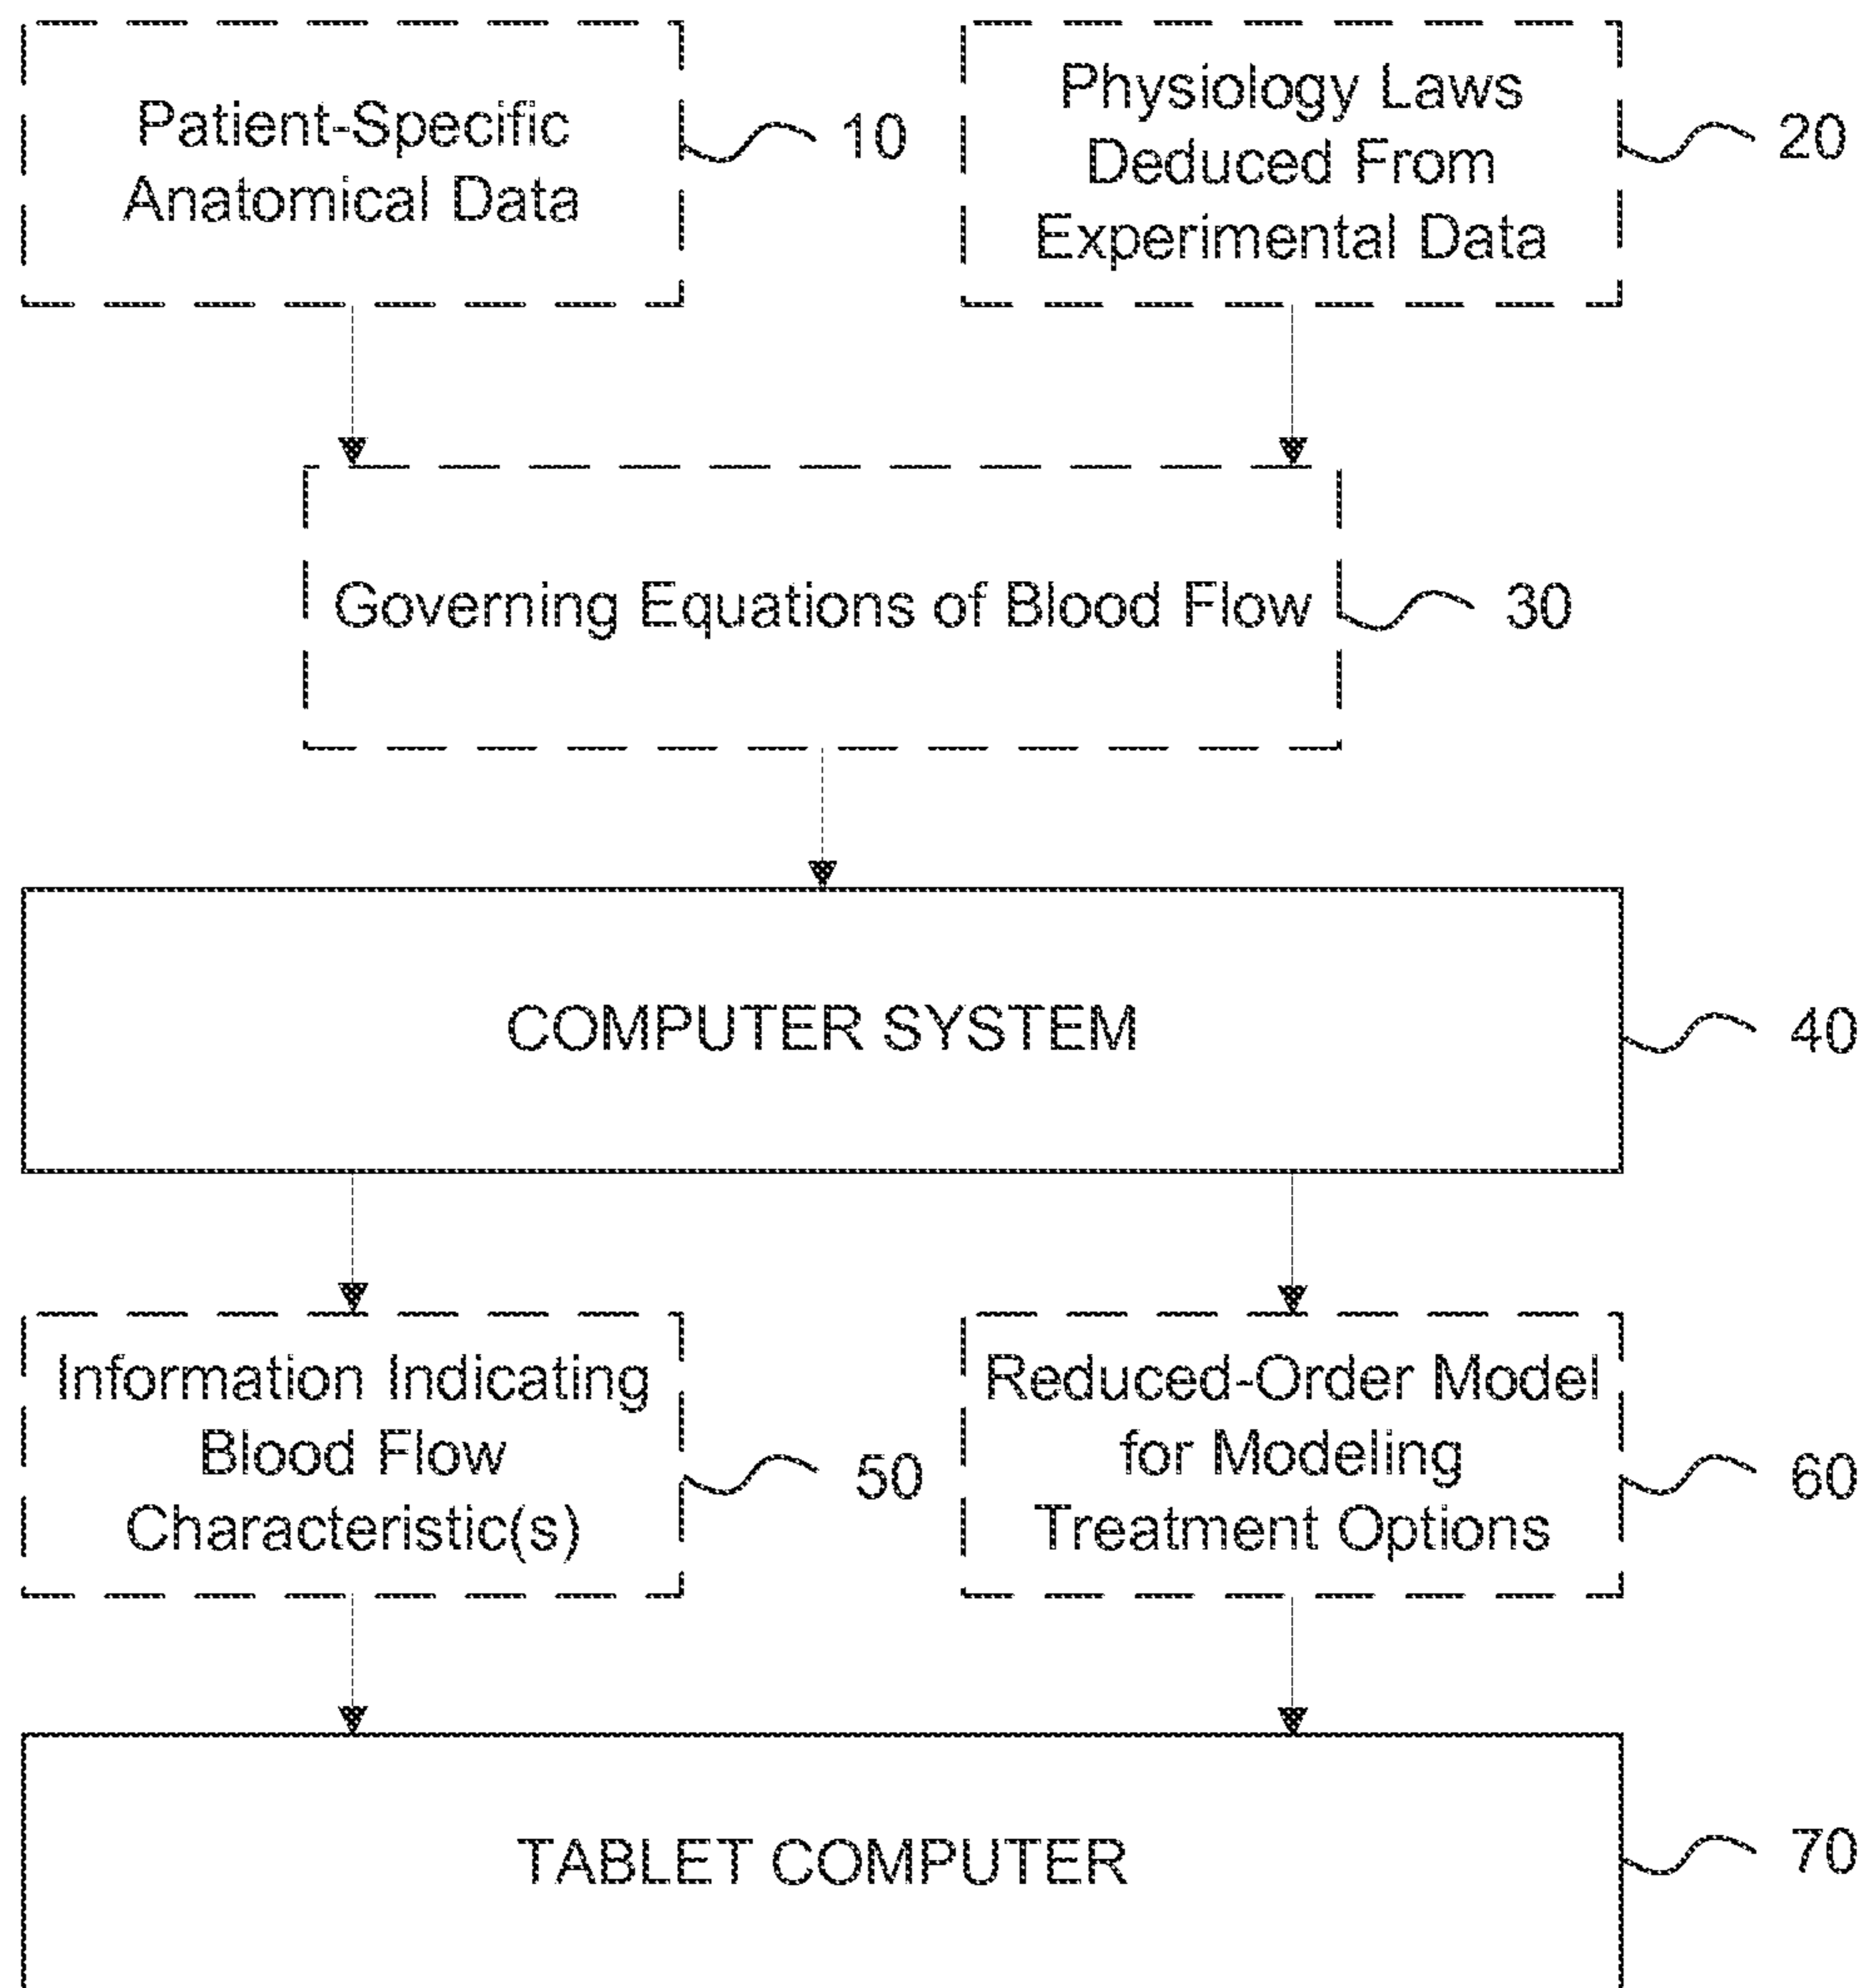 Patient-Specific
Anatomical Data
10
Physiology Laws
Deduced From
Experimental Data
20
Governing Equations of Blood Flow
30
COMPUTER SYSTEM
40
Information Indicating
Blood Flow
Characteristic(s)
50
Reduced-Order Model
for Modeling
Treatment Options
60
TABLET COMPUTER
70